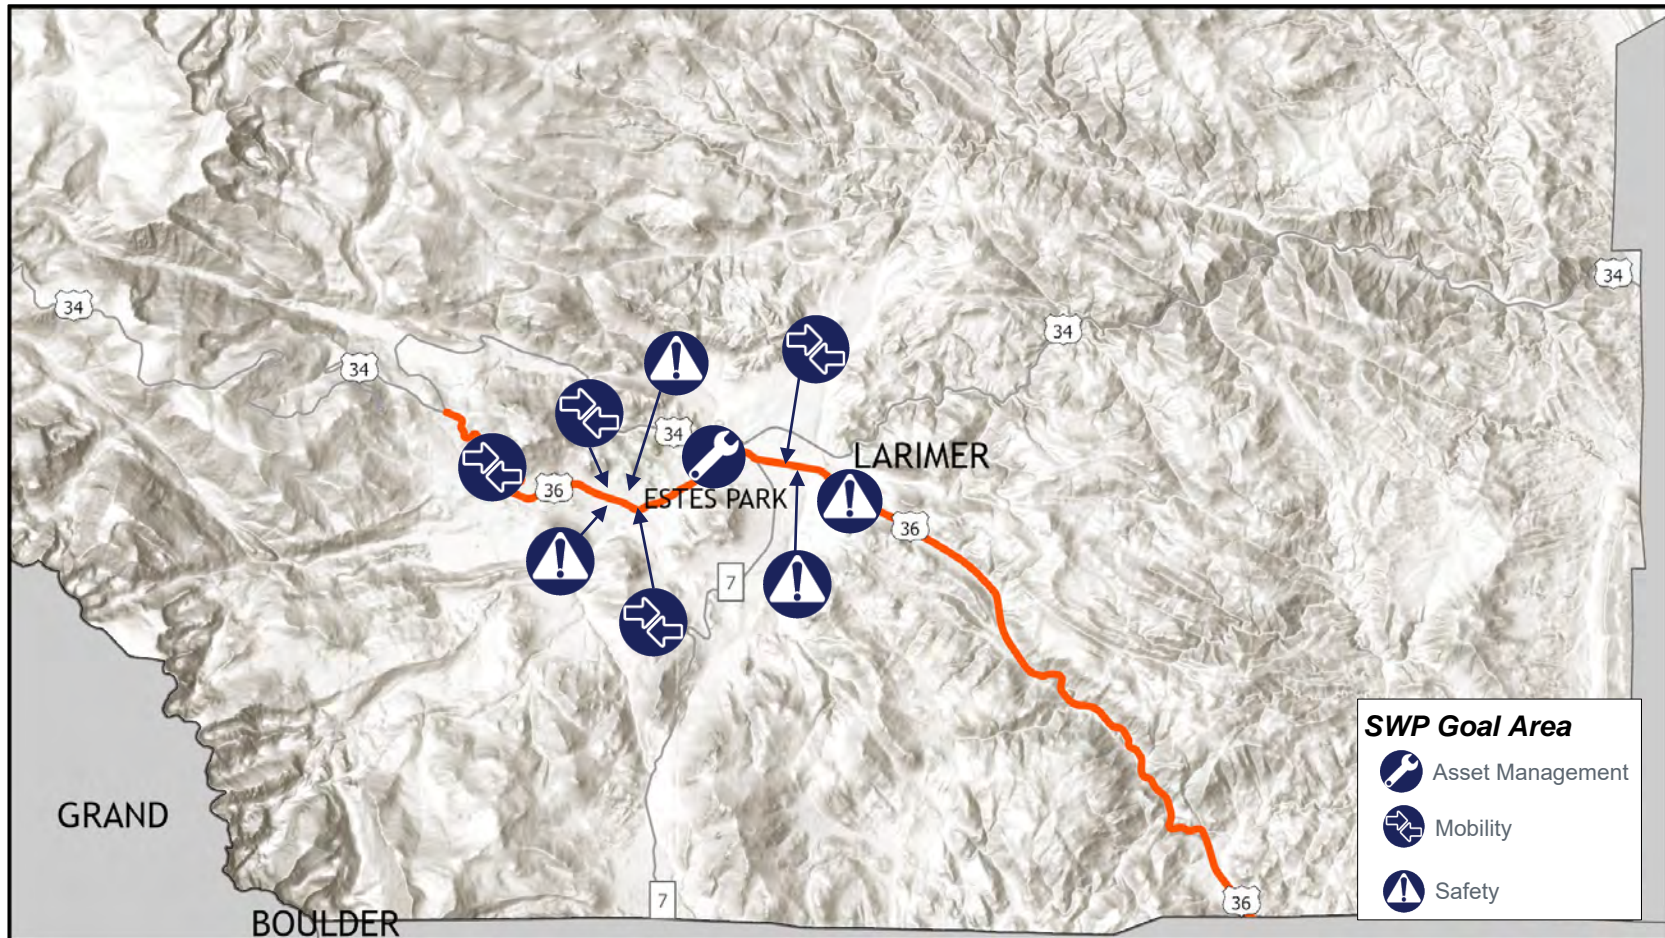 34
34
34
34
34
LARIMER
36
ESTES PARK
36
7
SWP Goal Area
Asset Management
Mobility
Safety
GRAND
7
36
BOULDER